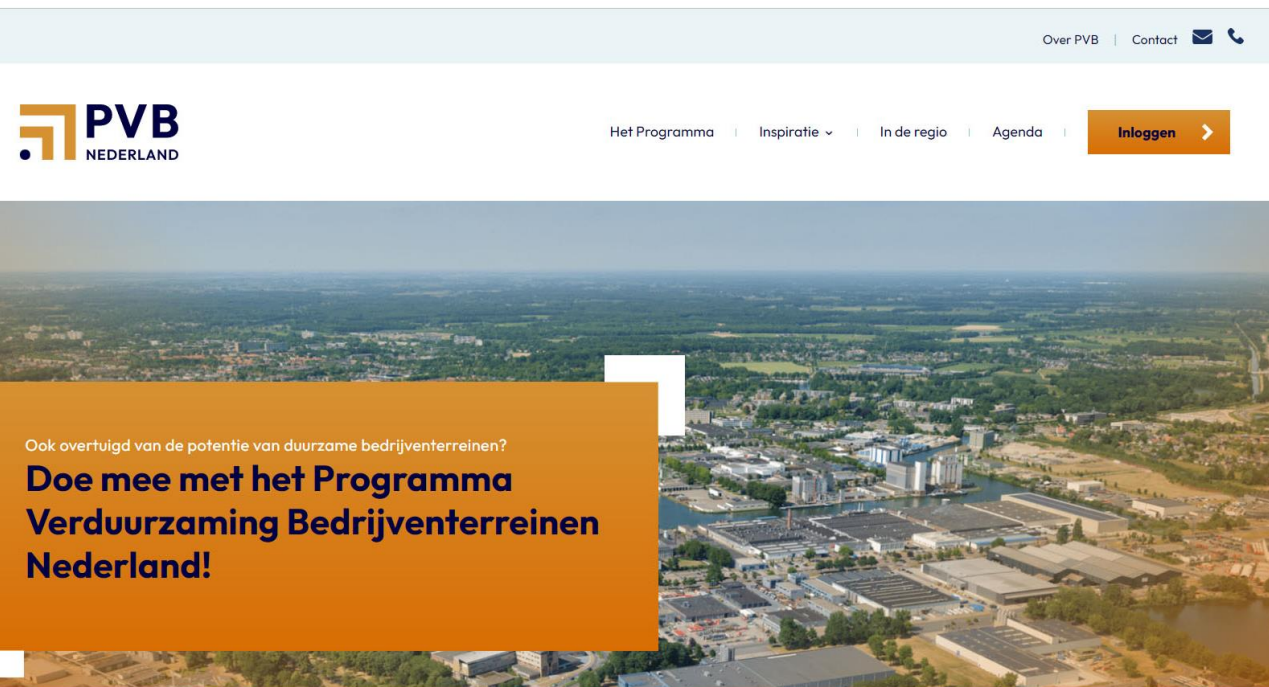 Over PVB | Contact
PVB
NEDERLAND
Het Programma | Inspiratie | In de regio | Agenda | Inloggen
Ook overtuigd van de potentie van duurzame bedrijventerreinen?
Doe mee met het Programma
Verduurzaming Bedrijventerreinen
Nederland!